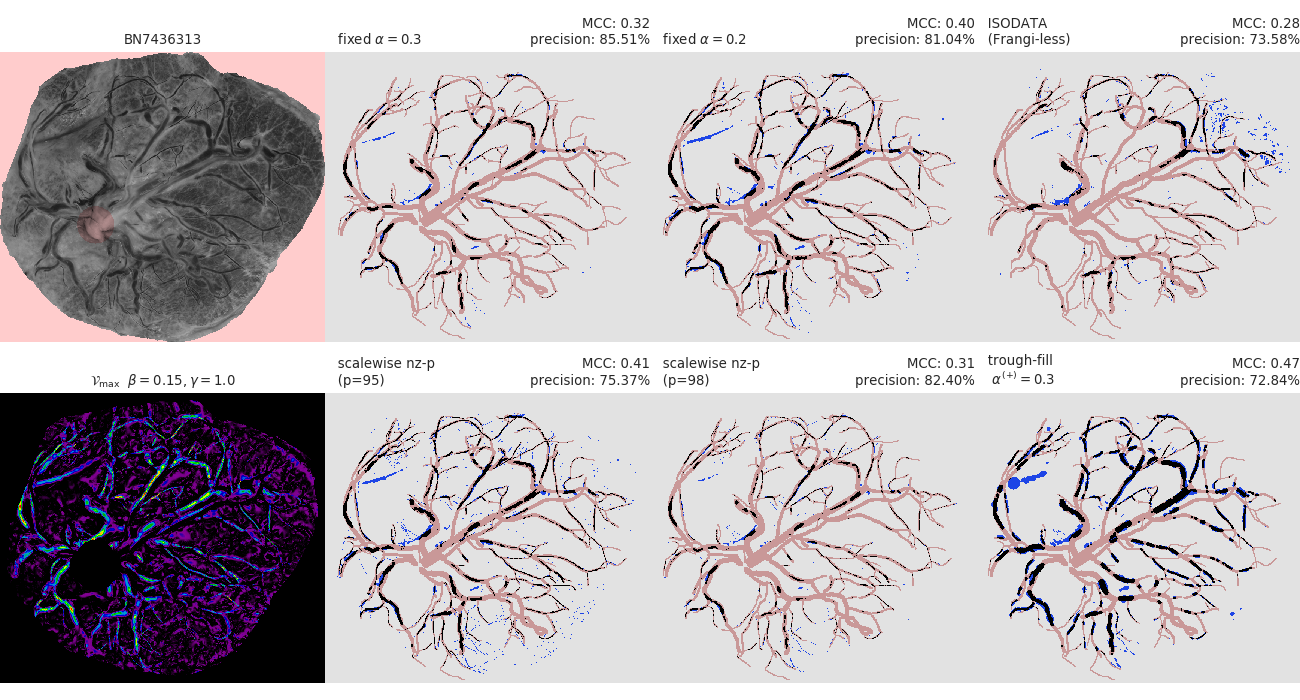 BN7436313
fixed α = 0.3
MCC: 0.32
precision: 85.51%
fixed α = 0.2
MCC: 0.40
precision: 81.04%
ISODATA
(Frangi-less)
MCC: 0.28
precision: 73.58%
𝒱max β = 0.15, γ = 1.0
scalewise nz-p
(p=95)
MCC: 0.41
precision: 75.37%
scalewise nz-p
(p=98)
MCC: 0.31
precision: 82.40%
trough-fill
α(+) = 0.3
MCC: 0.47
precision: 72.84%